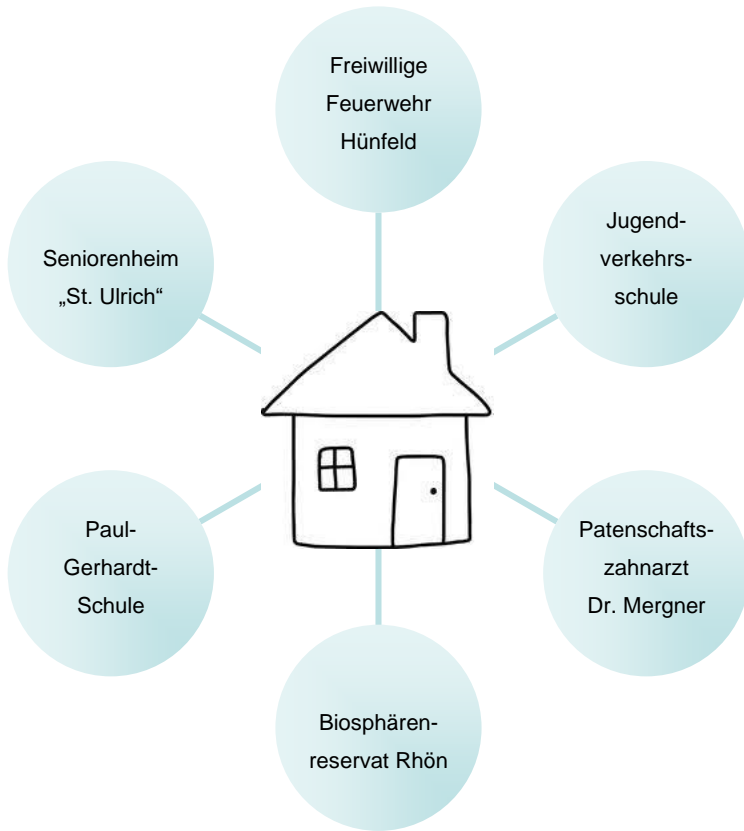 Freiwillige
Feuerwehr
Hünfeld
Seniorenheim
„St. Ulrich“
Jugend-
verkehrs-
schule
Paul-
Gerhardt-
Schule
Patenschafts-
zahnarzt
Dr. Mergner
Biosphären-
reservat Rhön